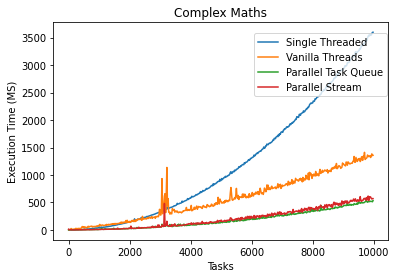 Complex Maths
Execution Time (MS)
3500
3000
2500
2000
1500
1000
500
0
Single Threaded
Vanilla Threads
Parallel Task Queue
Parallel Stream
0 2000 4000 6000 8000 10000
Tasks